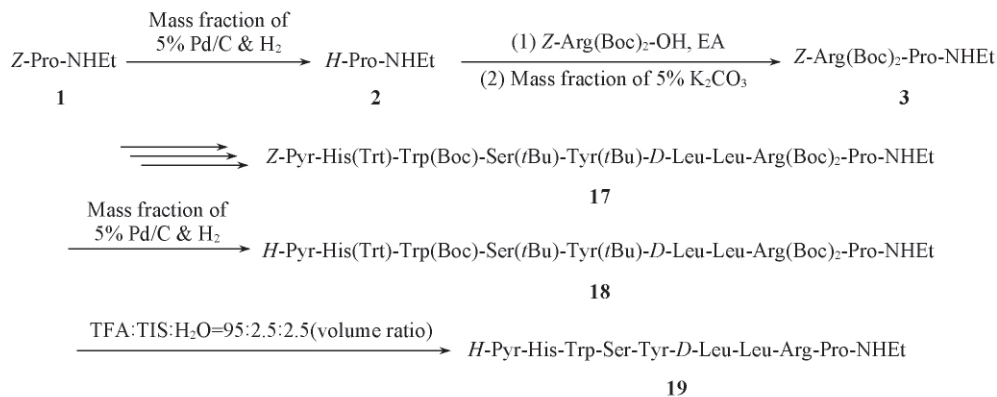 Mass fraction of
5% Pd/C & H₂
Z-Pro-NHEt
1
H-Pro-NHEt
2
(1) Z-Arg(Boc)₂-OH, EA
(2) Mass fraction of 5% K₂CO₃
Z-Arg(Boc)₂-Pro-NHEt
3
Z-Pyr-His(Trt)-Trp(Boc)-Ser(tBu)-Tyr(tBu)-D-Leu-Leu-Arg(Boc)₂-Pro-NHEt
17
Mass fraction of
5% Pd/C & H₂
H-Pyr-His(Trt)-Trp(Boc)-Ser(tBu)-Tyr(tBu)-D-Leu-Leu-Arg(Boc)₂-Pro-NHEt
18
TFA:TIS:H₂O=95:2.5:2.5(volume ratio)
H-Pyr-His-Trp-Ser-Tyr-D-Leu-Leu-Arg-Pro-NHEt
19